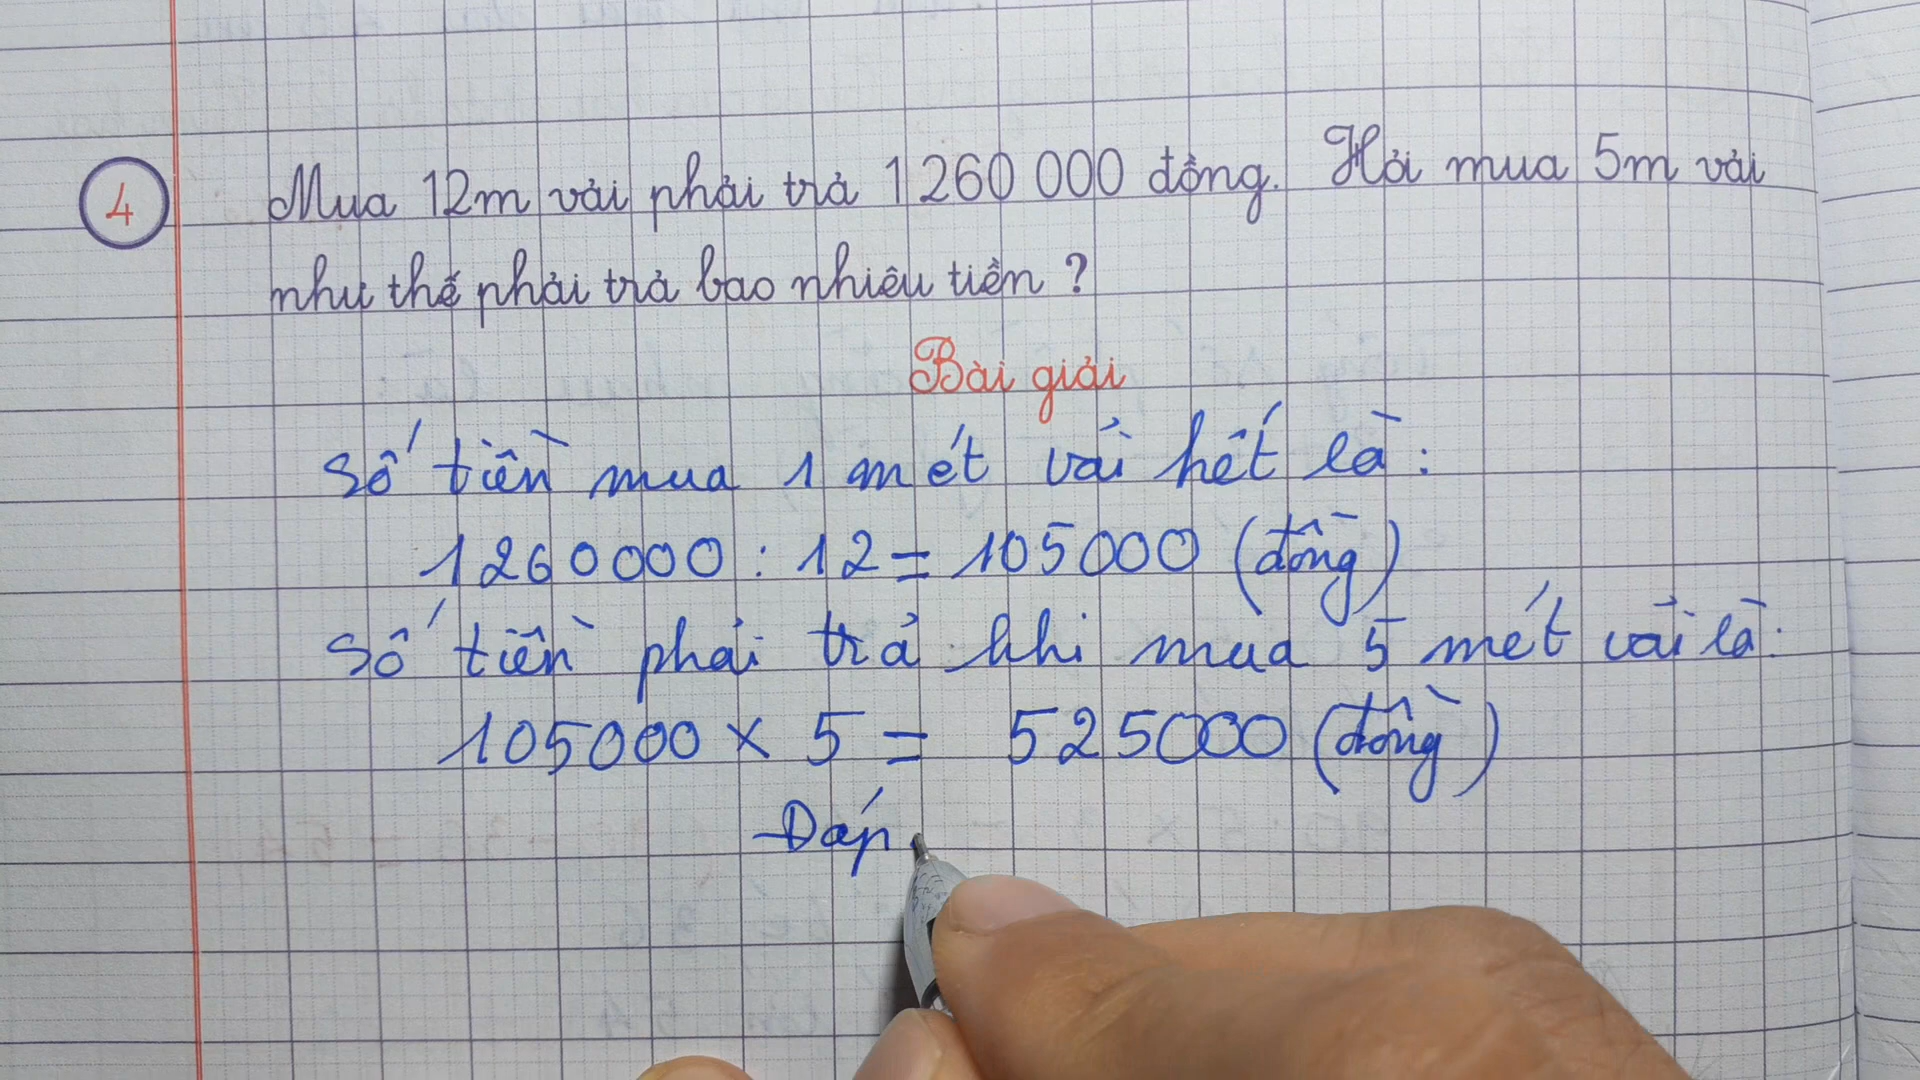 4
Mua 12m vải phải trả 1 260 000 đồng. Hỏi mua 5m vải
như thế phải trả bao nhiêu tiền ?
Bài giải
Số tiền mua 1 mét vải hết là :
1260000 : 12 = 105000 (đồng)
Số tiền phải trả khi mua 5 mét vải là :
105000 x 5 = 525000 (đồng)
Đáp